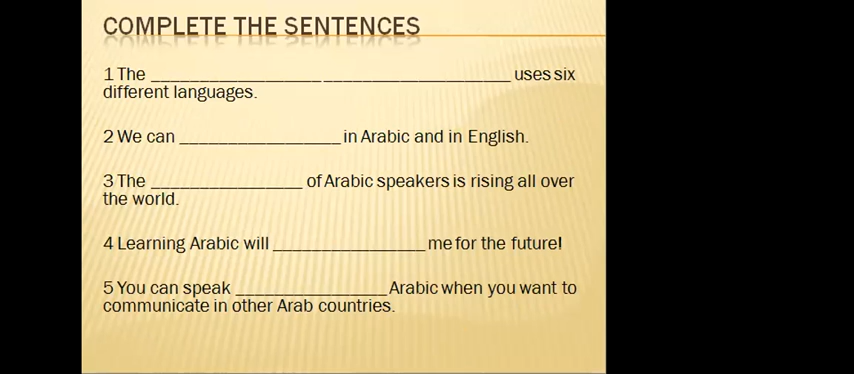 COMPLETE THE SENTENCES
1 The __________________ ____________________ uses six
different languages.
2 We can _________________ in Arabic and in English.
3 The ________________ of Arabic speakers is rising all over
the world.
4 Learning Arabic will ________________ me for the future!
5 You can speak ________________ Arabic when you want to
communicate in other Arab countries.